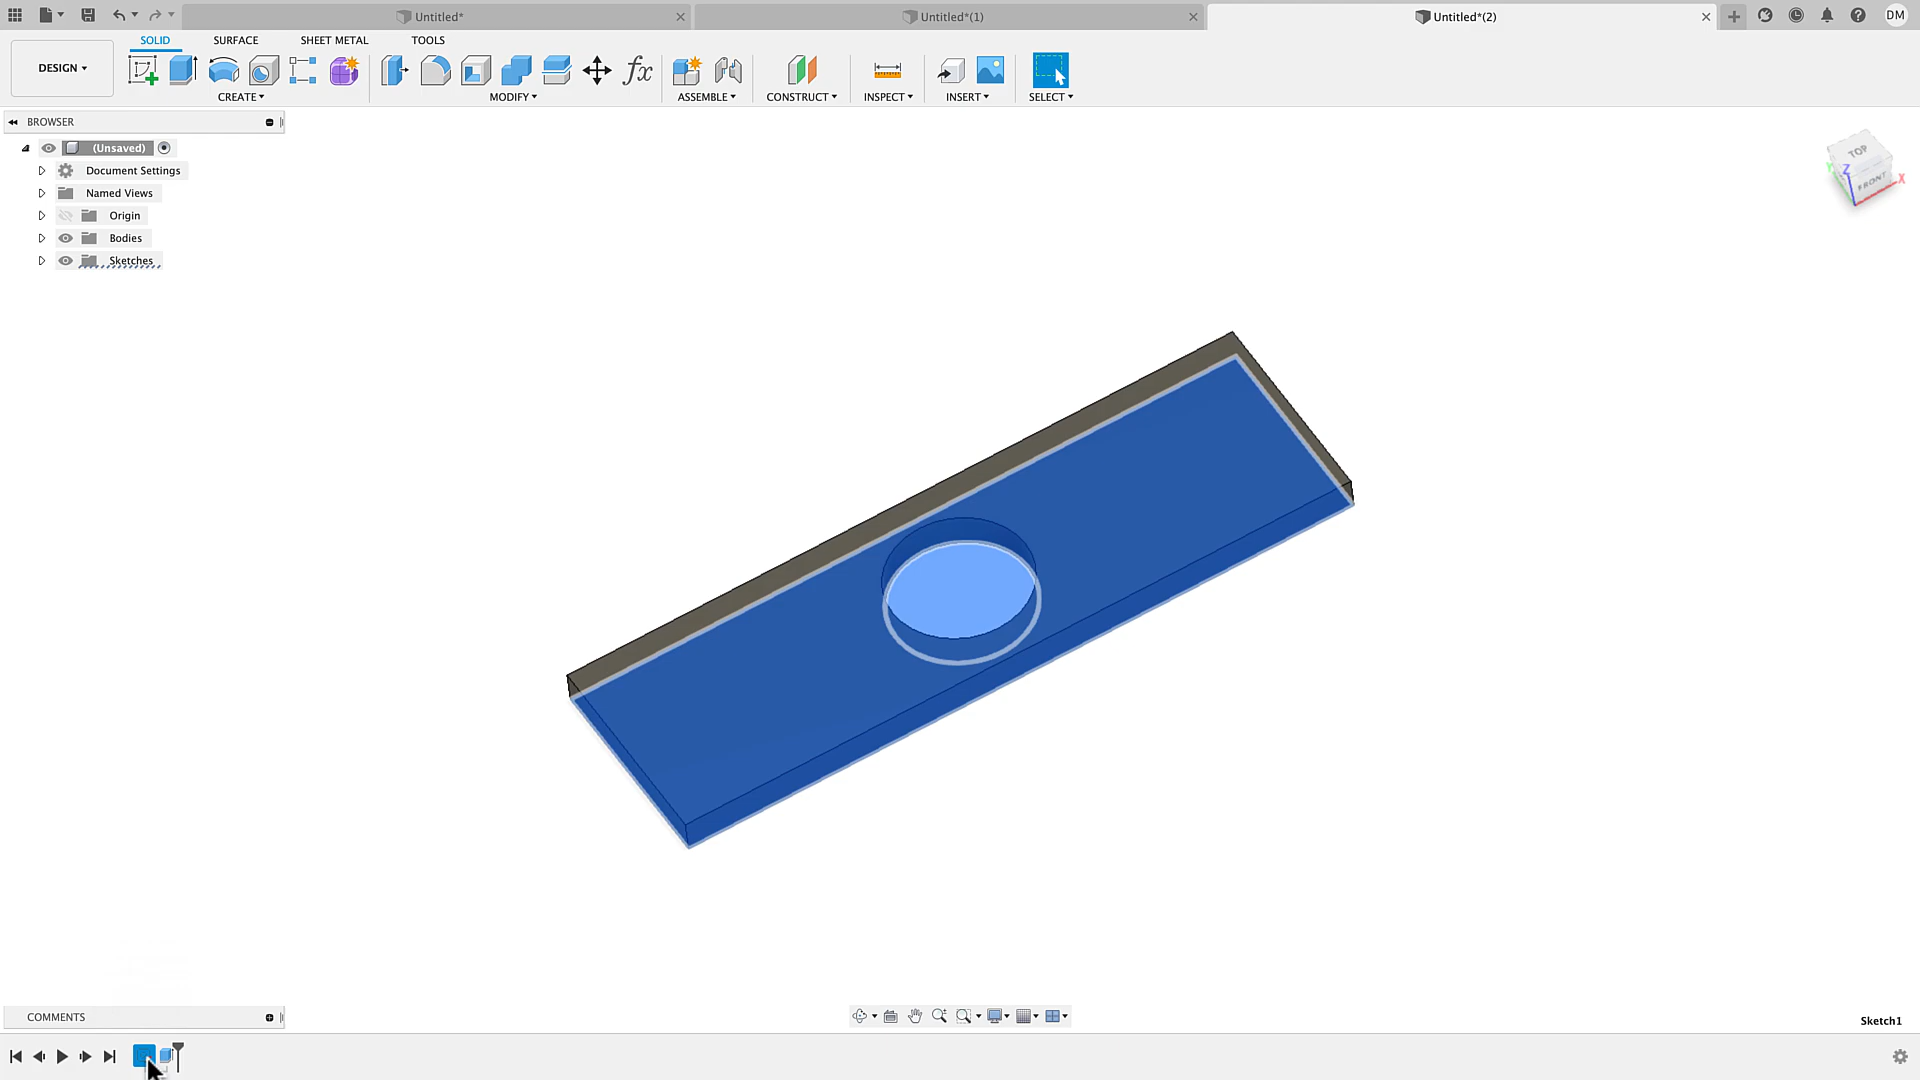 Untitled*
Untitled*(1)
Untitled*(2)
DM
DESIGN
SOLID
SURFACE
SHEET METAL
TOOLS
fx
CREATE
MODIFY
ASSEMBLE
CONSTRUCT
INSPECT
INSERT
SELECT
BROWSER
(Unsaved)
Document Settings
Named Views
Origin
Bodies
Sketches
TOP
FRONT
Z
X
Y
COMMENTS
Sketch1